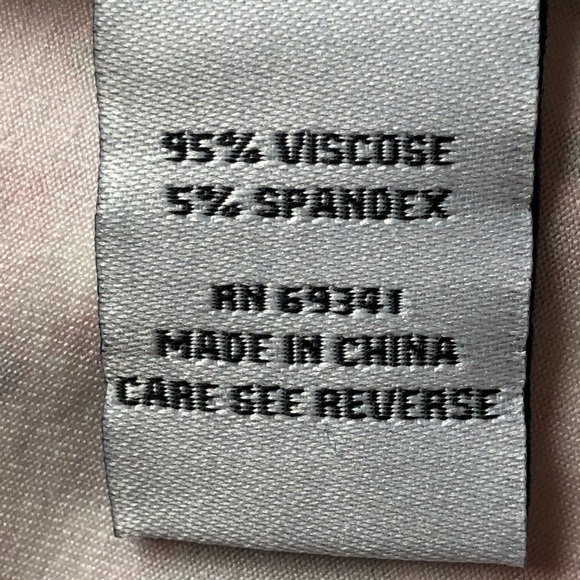 95% VISCOSE
5% SPANDEX
RN 69341
MADE IN CHINA
CARE SEE REVERSE